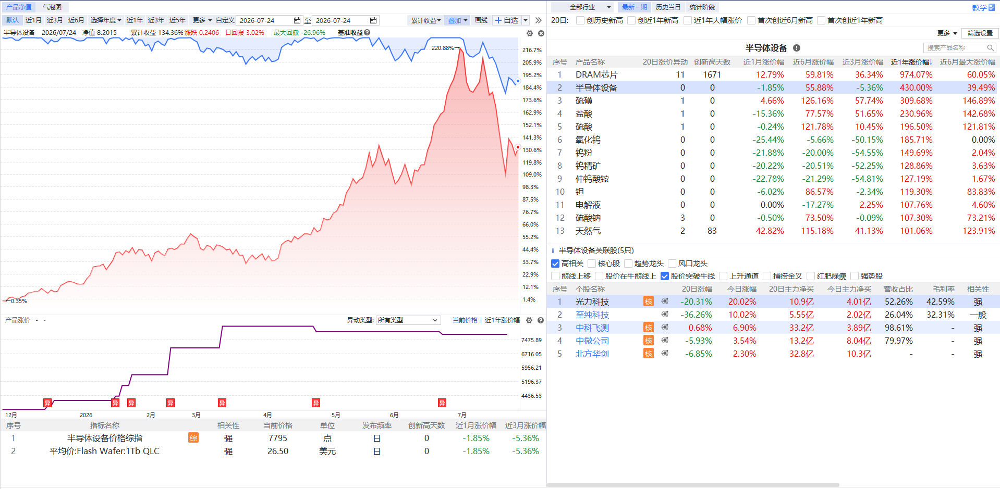 产品净值 气泡图
默认 近1月 近3月 近6月 选择年度 近1年 近3年 近5年 更多 自定义 2026-07-24 至 2026-07-24 累计收益 叠加 画线 + 自选
半导体设备 2026/07/24 净值 8.2015 累计收益 134.36% 涨跌 0.2406 日回报 3.02% 最大回撤 -26.96% 基准收益
220.88%
0.35%
216.7%
205.9%
195.2%
184.4%
173.6%
162.9%
152.1%
141.3%
130.6%
119.8%
109.0%
98.3%
87.5%
76.7%
66.0%
55.2%
44.4%
33.7%
22.9%
12.1%
1.4%
产品涨价 - - 异动类型: 所有类型 当前价格 | 近1年涨价幅
7475.89
6716.05
5956.21
5196.37
4436.53
异 异 异 异 异 异 异
12月 2026 2月 3月 4月 5月 6月 7月
序号 指标名称 相关性 当前价格 单位 发布频率 创新高天数 近1月涨价幅 近3月涨价幅
1 半导体设备价格综指 综 强 7795 点 日 0 -1.85% -5.36%
2 平均价:Flash Wafer:1Tb QLC 强 26.50 美元 日 0 -1.85% -5.36%
全部行业 最新一期 历史当日 统计阶段 教学
20日: 创历史新高 创近1年新高 近1年大幅涨价 首次创近6月新高 首次创近1年新高
更多 筛选设置
半导体设备 搜索产品名称
序号 产品名称 20日涨价异动 创新高天数 近1月涨价幅 近6月涨价幅 近3月涨价幅 近1年涨价幅↓ 近6月最大涨价幅
1 DRAM芯片 11 1671 12.79% 59.81% 36.34% 974.07% 60.05%
2 半导体设备 0 0 -1.85% 55.88% -5.36% 430.00% 39.49%
3 硫磺 1 0 4.66% 126.16% 57.74% 309.68% 146.89%
4 盐酸 1 0 -15.36% 77.57% 51.65% 230.96% 142.68%
5 硫酸 1 0 -0.24% 121.78% 10.45% 196.50% 121.81%
6 氧化钨 0 0 -25.44% -5.66% -50.15% 185.71% 0.00%
7 钨粉 0 0 -21.88% -20.00% -54.55% 149.69% 2.04%
8 钨精矿 0 0 -20.22% -20.51% -52.25% 128.86% 3.63%
9 仲钨酸铵 0 0 -22.78% -21.29% -54.81% 127.19% 1.67%
10 钽 0 0 -6.02% 86.57% -2.34% 119.30% 83.83%
11 电解液 0 0 0.00% -17.27% 2.25% 107.76% 4.60%
12 硫酸钠 3 0 -0.50% 73.50% -0.09% 107.30% 73.21%
13 天然气 2 83 42.82% 115.18% 41.13% 101.06% 123.91%
半导体设备关联股(5只)
高相关 核心股 趋势龙头 风口龙头
熊线上移 股价在牛熊线上 股价突破牛线 上升通道 捕捞金叉 红肥绿瘦 强势股
序号 个股名称 20日涨幅 今日涨幅 20日主力净买 今日主力净买 营收占比 毛利率 相关性
1 光力科技 核 -20.31% 20.02% 10.9亿 4.01亿 52.26% 42.59% 强
2 至纯科技 -36.26% 10.02% 5.55亿 2.02亿 26.04% 32.31% 一般
3 中科飞测 核 0.68% 6.90% 33.2亿 3.89亿 98.61% - 强
4 中微公司 核 -5.93% 3.54% 13.2亿 8.04亿 79.97% - 强
5 北方华创 核 -6.85% 2.30% 32.8亿 10.3亿 - - 强